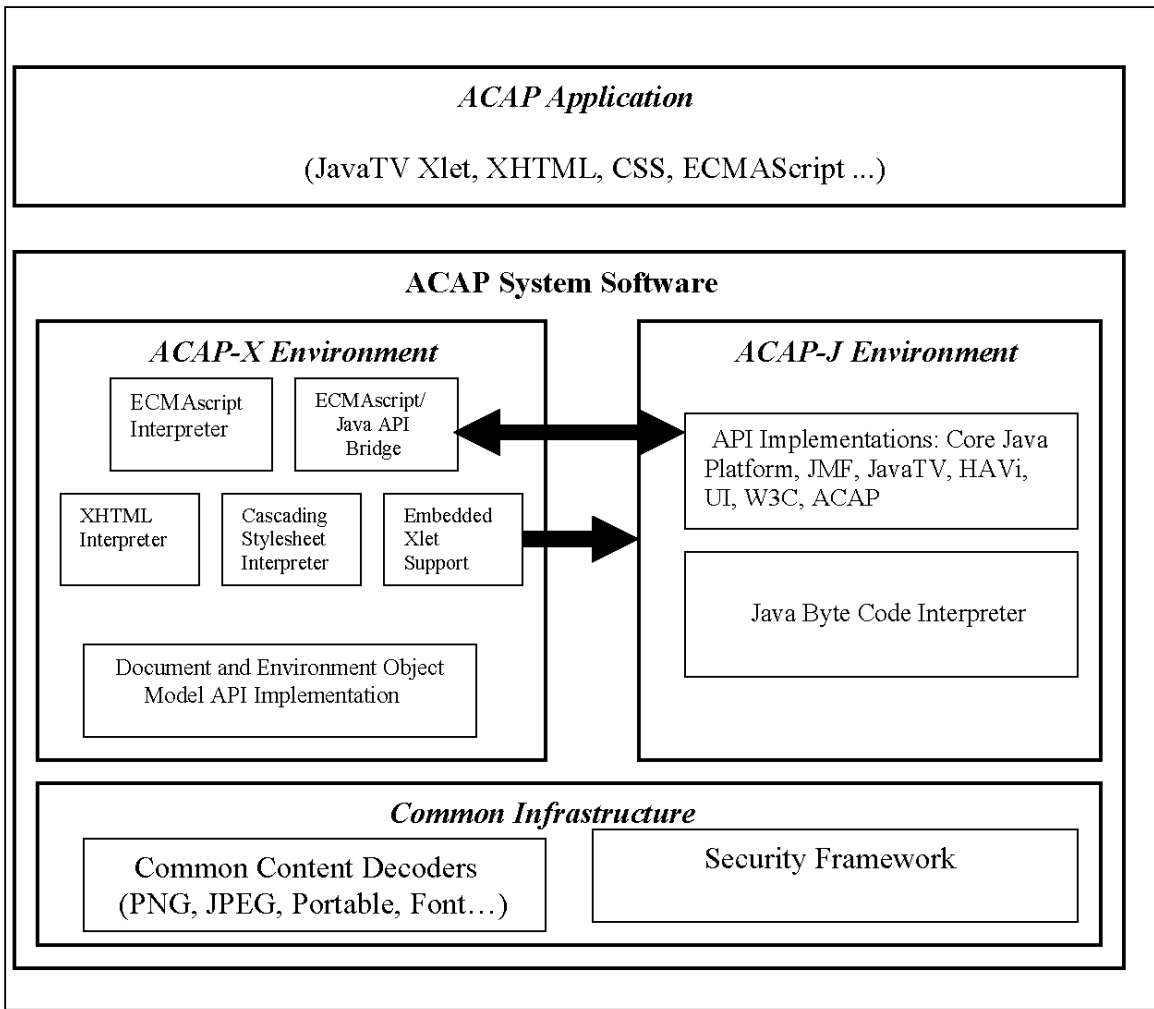 ACAP Application
(JavaTV Xlet, XHTML, CSS, ECMAScript ...)
ACAP System Software
ACAP-X Environment
ECMAscript
Interpreter
ECMAscript/
Java API
Bridge
XHTML
Interpreter
Cascading
Stylesheet
Interpreter
Embedded
Xlet
Support
Document and Environment Object
Model API Implementation
ACAP-J Environment
API Implementations: Core Java
Platform, JMF, JavaTV, HAVi,
UI, W3C, ACAP
Java Byte Code Interpreter
Common Infrastructure
Common Content Decoders
(PNG, JPEG, Portable, Font…)
Security Framework